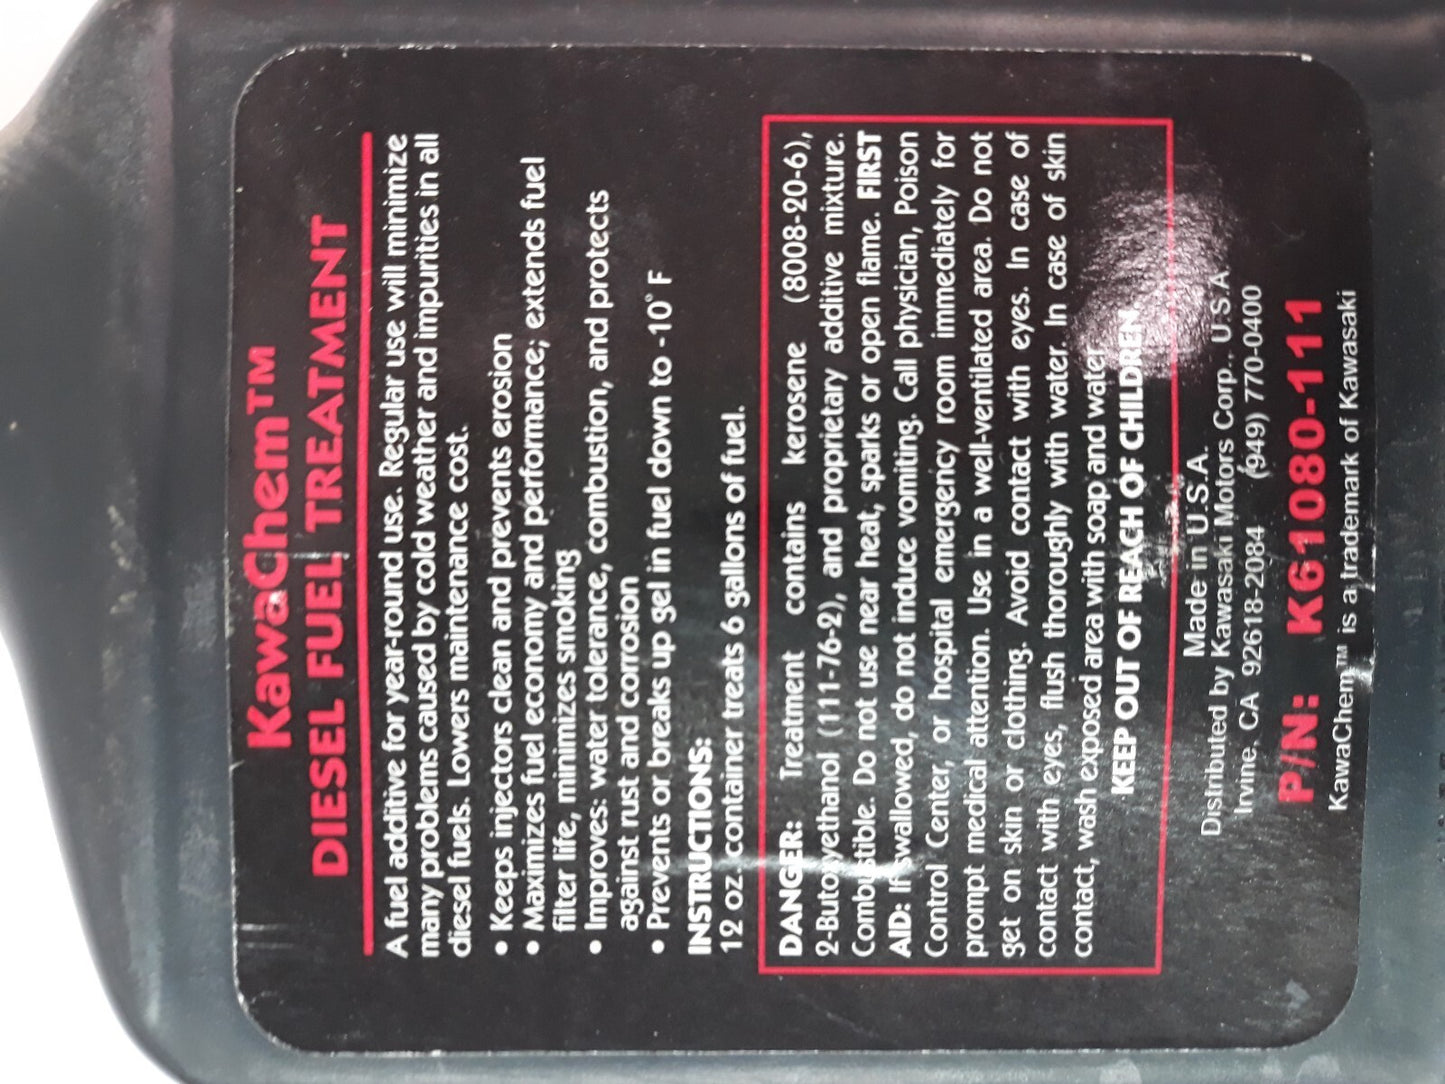 KawaChem™
DIESEL FUEL TREATMENT
A fuel additive for year-round use. Regular use will minimize
many problems caused by cold weather and impurities in all
diesel fuels. Lowers maintenance cost.
• Keeps injectors clean and prevents erosion
• Maximizes fuel economy and performance; extends fuel
filter life, minimizes smoking
• Improves: water tolerance, combustion, and protects
against rust and corrosion
• Prevents or breaks up gel in fuel down to -10° F
INSTRUCTIONS:
12 oz. container treats 6 gallons of fuel.
DANGER: Treatment contains kerosene (8008-20-6),
2-Butoxyethanol (111-76-2), and proprietary additive mixture.
Combustible. Do not use near heat, sparks or open flame. FIRST
AID: If swallowed, do not induce vomiting. Call physician, Poison
Control Center, or hospital emergency room immediately for
prompt medical attention. Use in a well-ventilated area. Do not
get on skin or clothing. Avoid contact with eyes. In case of
contact with eyes, flush thoroughly with water. In case of skin
contact, wash exposed area with soap and water.
KEEP OUT OF REACH OF CHILDREN.
Made in U.S.A.
Distributed by Kawasaki Motors Corp., U.S.A
Irvine, CA 92618-2084 (949) 770-0400
P/N: K61080-111
KawaChem™ is a trademark of Kawasaki